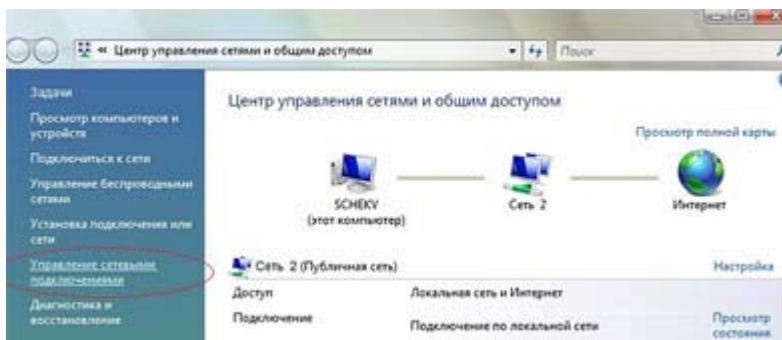 « Центр управления сетями и общим доступом
Поиск
Задачи
Просмотр компьютеров и
устройств
Подключиться к сети
Управление беспроводными
сетями
Установка подключения или
сети
Управление сетевыми
подключениями
Диагностика и
восстановление
Центр управления сетями и общим доступом
Просмотр полной карты
SCHEKV
(этот компьютер)
Сеть 2
Интернет
Сеть 2 (Публичная сеть)
Настройка
Доступ
Локальная сеть и Интернет
Подключение
Подключение по локальной сети
Просмотр
состояния